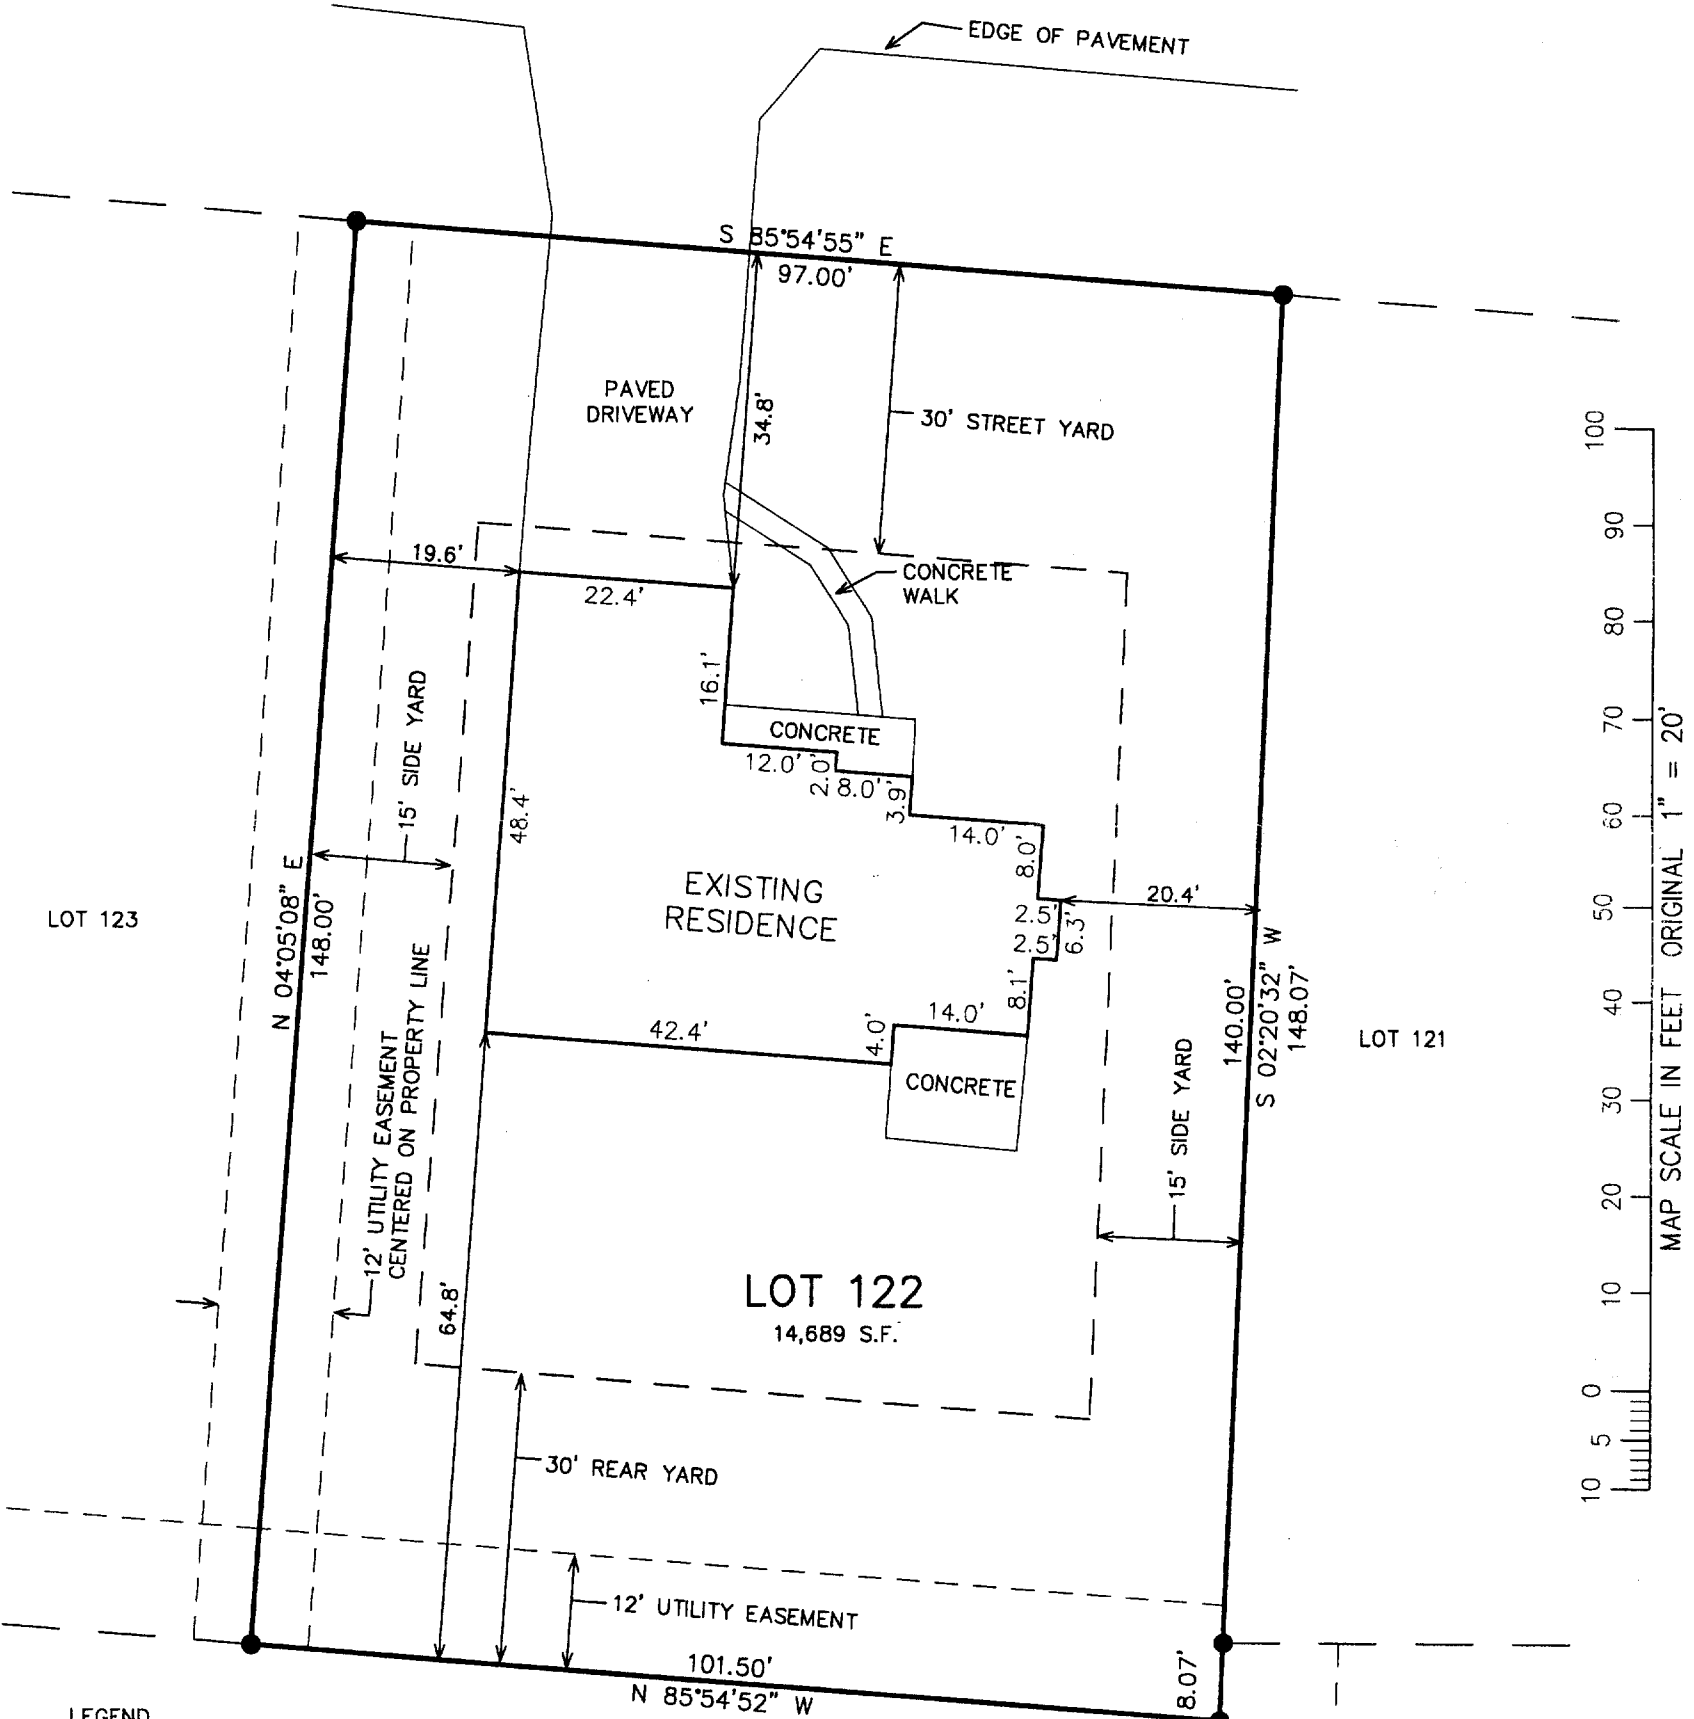 EDGE OF PAVEMENT
S 85°54'55" E
97.00'
PAVED
DRIVEWAY
34.8'
30' STREET YARD
19.6'
22.4'
CONCRETE
WALK
16.1'
CONCRETE
12.0'
2.0'
8.0'
3.9'
14.0'
8.0'
15' SIDE YARD
48.4'
EXISTING
RESIDENCE
2.5'
2.5'
6.3'
20.4'
LOT 123
N 04°05'08" E
148.00'
8.1'
14.0'
4.0'
42.4'
CONCRETE
140.00'
S 02°20'32" W
148.07'
LOT 121
15' SIDE YARD
12' UTILITY EASEMENT
CENTERED ON PROPERTY LINE
64.8'
LOT 122
14,689 S.F.
30' REAR YARD
12' UTILITY EASEMENT
101.50'
N 85°54'52" W
8.07'
LEGEND
100
90
80
70
60
50
40
30
20
10
0
5
10
MAP SCALE IN FEET ORIGINAL 1" = 20'